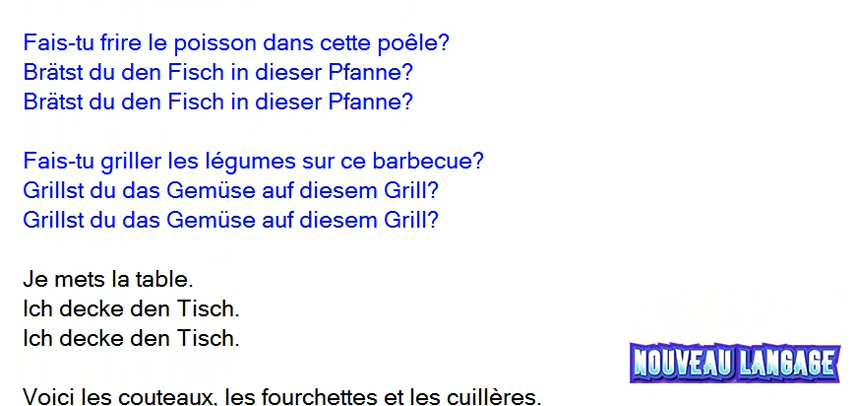 Fais-tu frire le poisson dans cette poêle?
Brätst du den Fisch in dieser Pfanne?
Brätst du den Fisch in dieser Pfanne?
Fais-tu griller les légumes sur ce barbecue?
Grillst du das Gemüse auf diesem Grill?
Grillst du das Gemüse auf diesem Grill?
Je mets la table.
Ich decke den Tisch.
Ich decke den Tisch.
NOUVEAU LANGAGE
Voici les couteaux, les fourchettes et les cuillères.